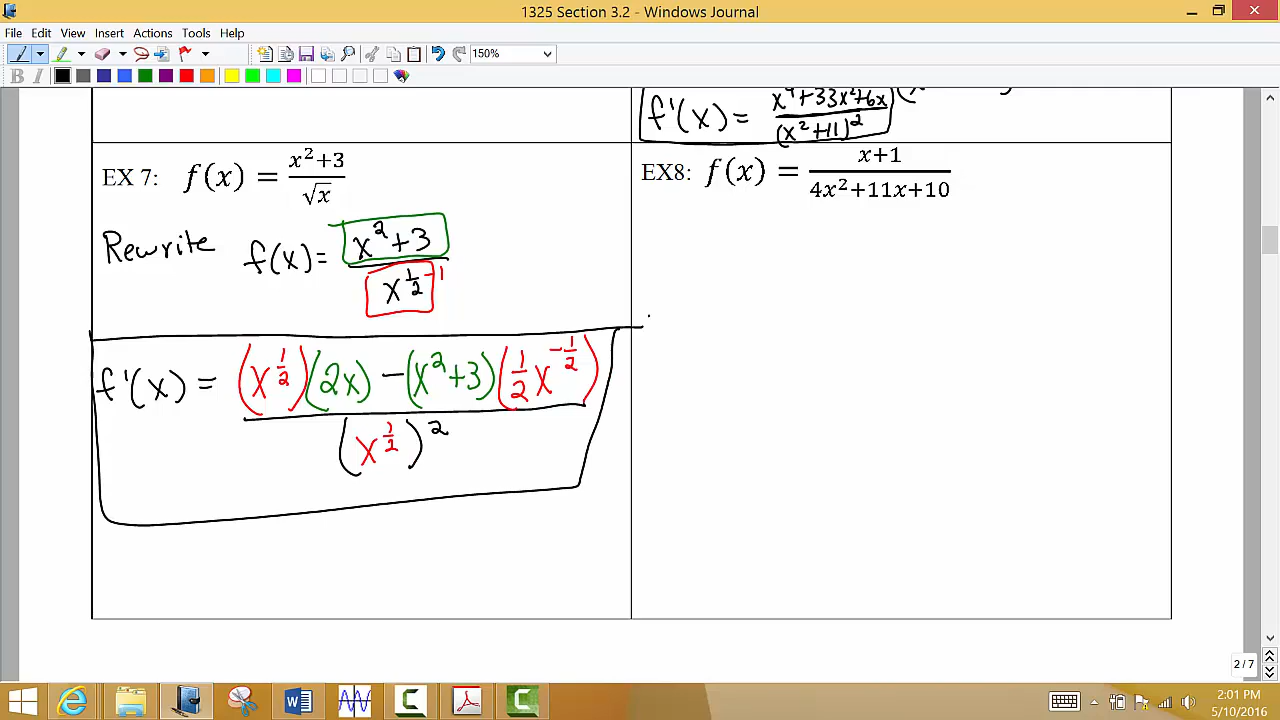 1325 Section 3.2 - Windows Journal
File Edit View Insert Actions Tools Help
150%
B I
f'(x) = x⁴+33x²+6x / (x²+11)²
EX 7: f(x) = x²+3 / √x
Rewrite f(x) = x²+3 / x^(1/2) -1
f'(x) = (x^(1/2))(2x) - (x²+3)(1/2 x^(-1/2)) / (x^(1/2))²
EX8: f(x) = x+1 / 4x²+11x+10
2 / 7
2:01 PM
5/10/2016